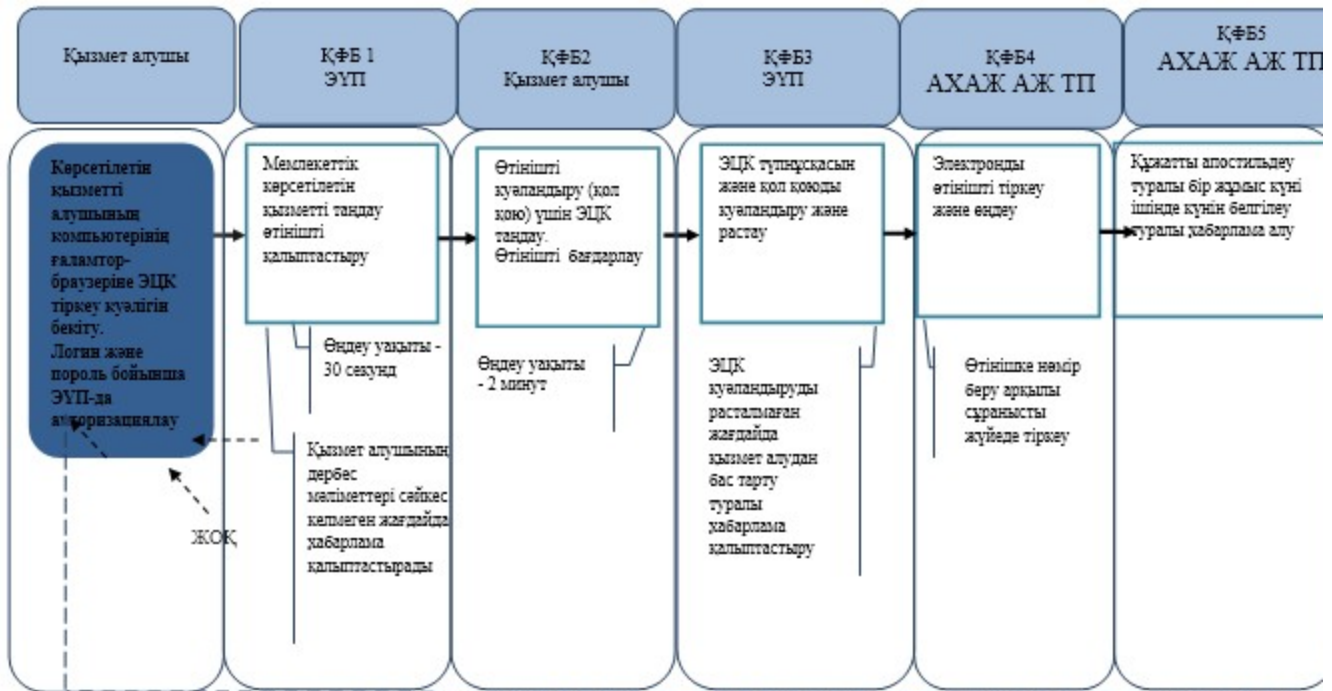 Қызмет алушы
ҚФБ 1
ЭҮП
ҚФБ2
Қызмет алушы
ҚФБ3
ЭҮП
ҚФБ4
АХАЖ АЖ ТП
ҚФБ5
АХАЖ АЖ ТП
Көрсетілетін
қызметті
алушының
компьютерінің
ғаламтор-
браузеріне ЭЦК
тіркеу куәлігін
бекіту.
Логин және
пороль бойынша
ЭҮП-да
авторизациялау
Мемлекеттік
көрсетілетін
қызметті таңдау
өтінішті
қалыптастыру
Өтінішті
куәландыру (қол
қою) үшін ЭЦК
таңдау.
Өтінішті бағдарлау
ЭЦК түпнұсқасын
және қол қоюды
куәландыру және
растау
Электронды
өтінішті тіркеу
және өңдеу
Құжатты апостильдеу
туралы бір жұмыс күні
ішінде күнін белгілеу
туралы хабарлама алу
Өңдеу уақыты -
30 секунд
Өңдеу уақыты
- 2 минут
ЭЦК
куәландыруды
расталмаған
жағдайда
қызмет алудан
бас тарту
туралы
хабарлама
қалыптастыру
Өтінішке нөмір
беру арқылы
сұранысты
жүйеде тіркеу
Қызмет алушының
дербес
мәліметтері сәйкес
келмеген жағдайда
хабарлама
қалыптастырады
ЖОҚ